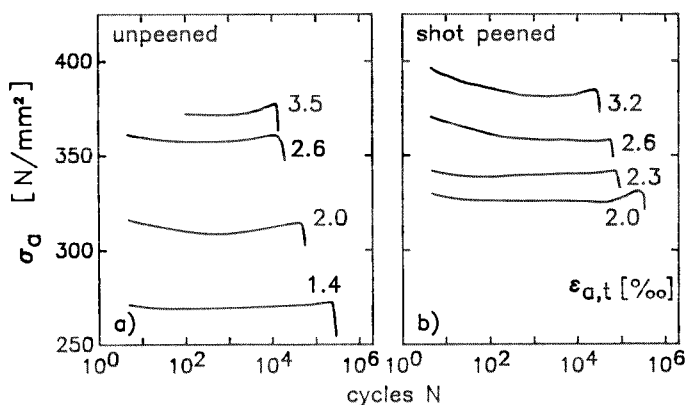 unpeened
shot peened
400
350
300
250
σa [N/mm²]
3.5
2.6
2.0
1.4
a)
3.2
2.6
2.3
2.0
εa,t [‰]
b)
10⁰ 10² 10⁴ 10⁶
10⁰ 10² 10⁴ 10⁶
cycles N